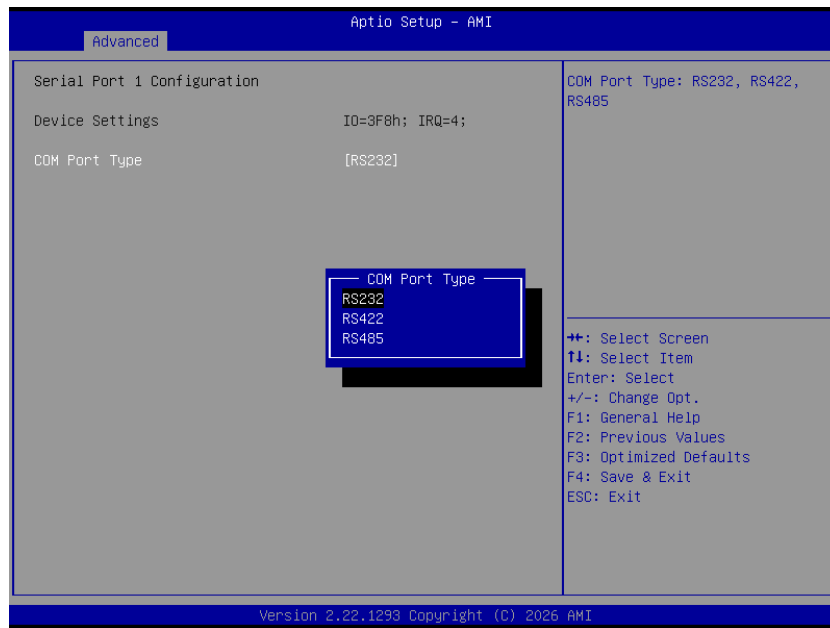 Aptio Setup – AMI
Advanced
Serial Port 1 Configuration
Device Settings IO=3F8h; IRQ=4;
COM Port Type [RS232]
COM Port Type
RS232
RS422
RS485
COM Port Type: RS232, RS422,
RS485
→←: Select Screen
↑↓: Select Item
Enter: Select
+/-: Change Opt.
F1: General Help
F2: Previous Values
F3: Optimized Defaults
F4: Save & Exit
ESC: Exit
Version 2.22.1293 Copyright (C) 2026 AMI